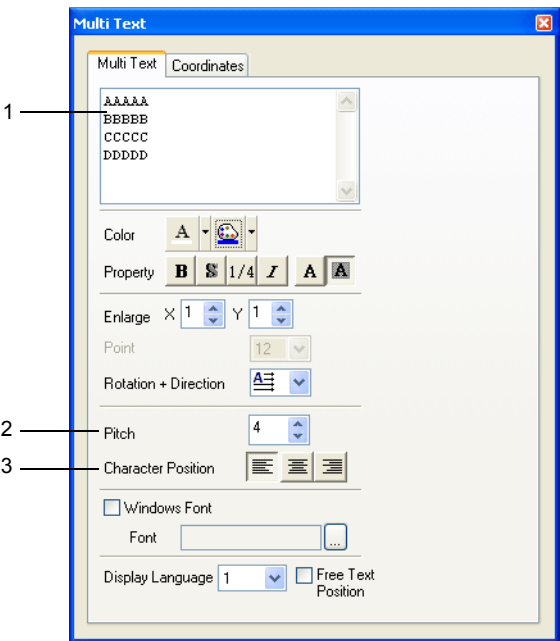 Multi Text
Multi Text Coordinates
1
AAAAA
BBBBB
CCCCC
DDDDD
Color A
Property B S 1/4 I A A
Enlarge X 1 Y 1
Point 12
Rotation + Direction A
2 Pitch 4
3 Character Position
Windows Font
Font ...
Display Language 1 Free Text
Position